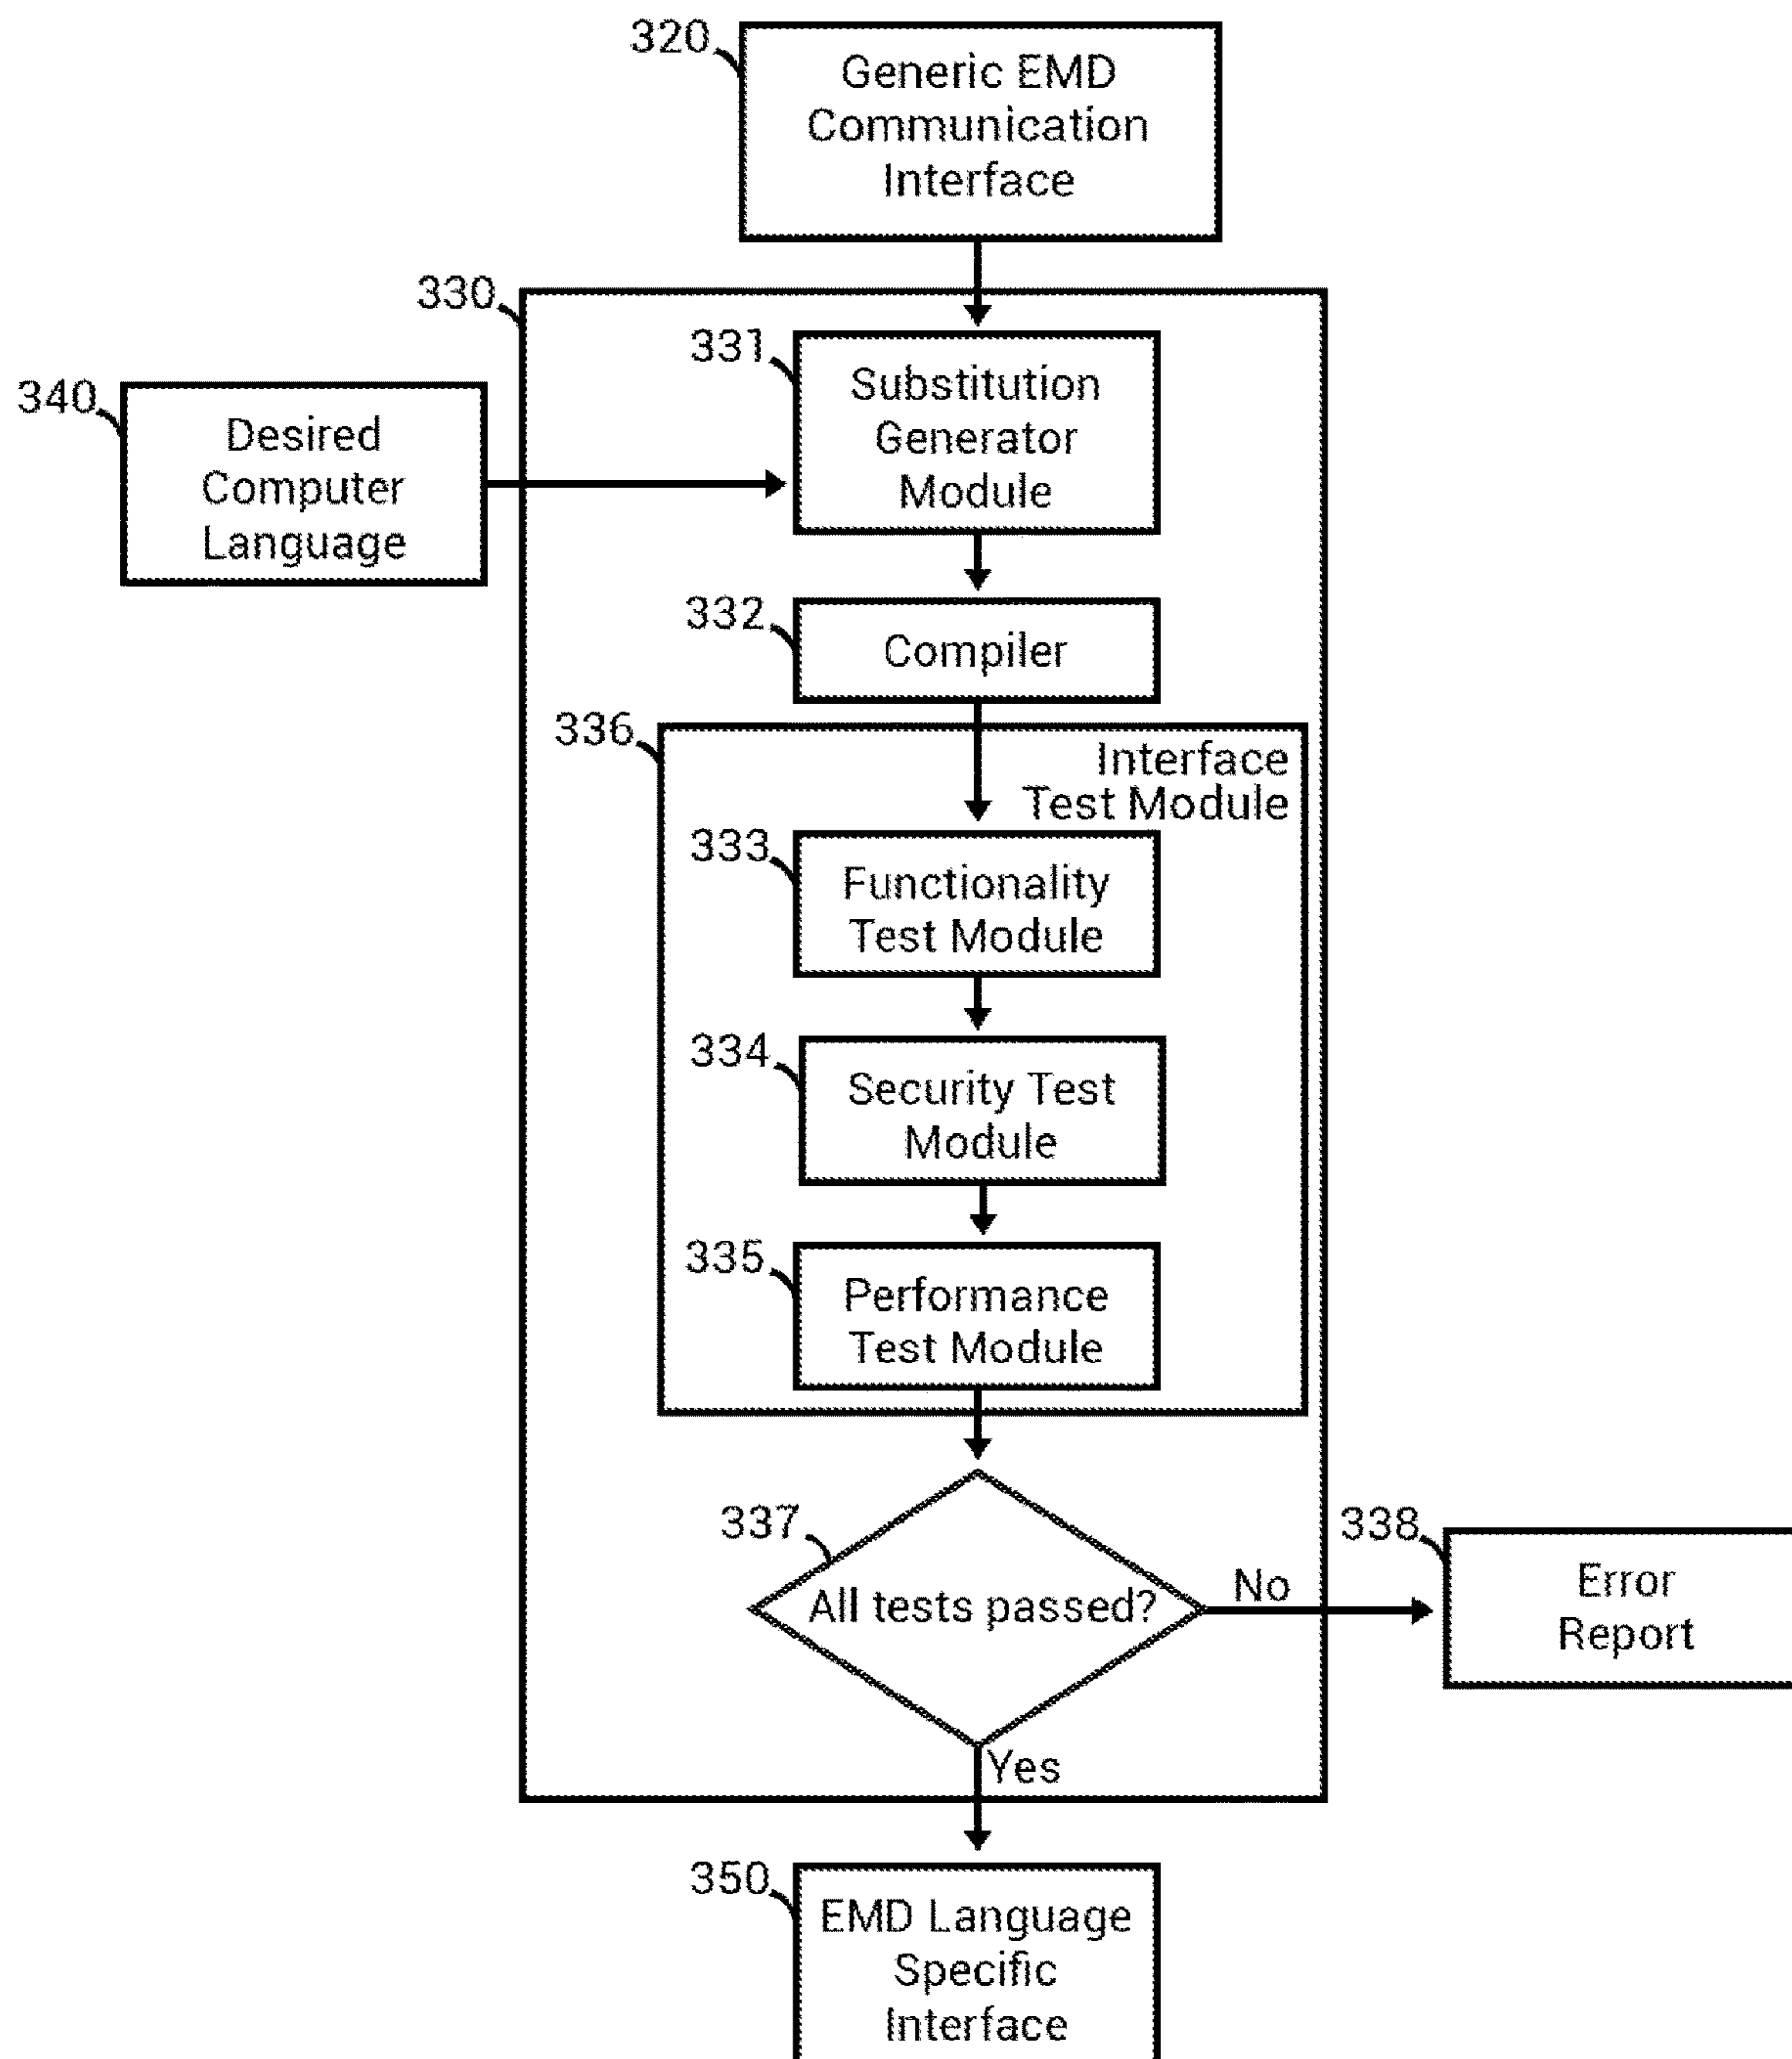 320
Generic EMD
Communication
Interface
330
331
Substitution
Generator
Module
340
Desired
Computer
Language
332
Compiler
336
Interface
Test Module
333
Functionality
Test Module
334
Security Test
Module
335
Performance
Test Module
337
All tests passed?
No
338
Error
Report
Yes
350
EMD Language
Specific
Interface